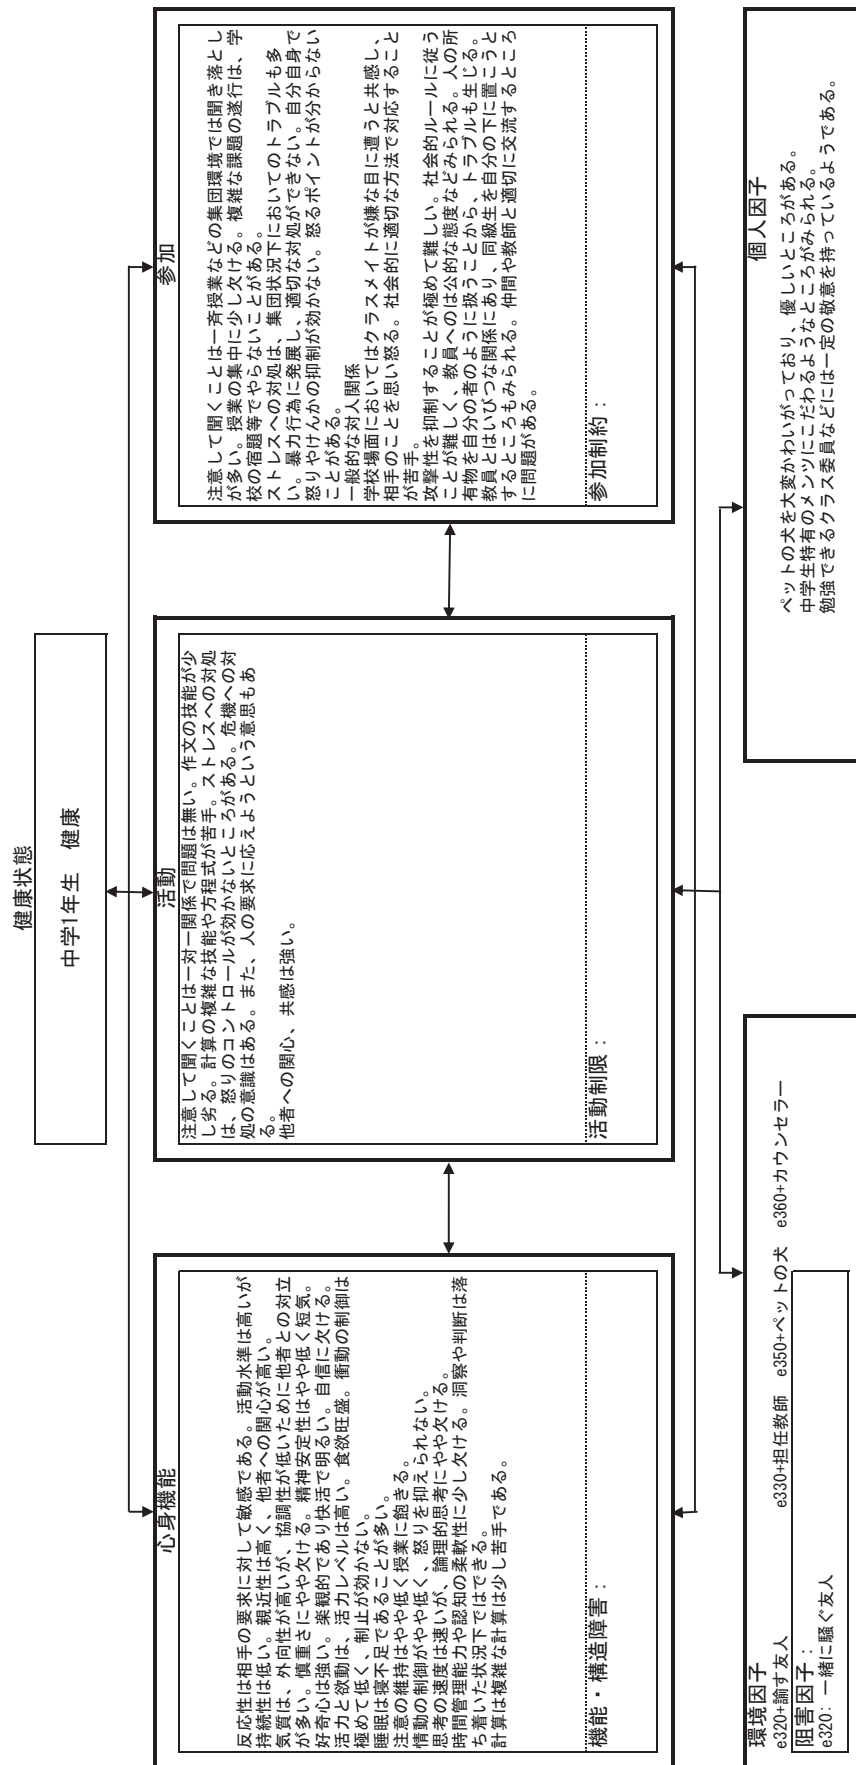 健康状態
中学1年生　健康
心身機能
反応性は相手の要求に対して敏感である。活動水準は高いが
持続性は低い。親近性は高く、他者への関心が高い。
気質は、外向性が高いが、協調性が低いために他者との対立
が多い。慎重さにやや欠ける。精神安定性はやや低く短気。
好奇心は強い。楽観的であり快活で明るい。自信に欠ける。
活力と欲動は、活力レベルは高い。食欲旺盛。衝動の制御は
極めて低く、制止が効かない。
睡眠は寝不足であることが多い。
注意の維持はやや低く授業に飽きる。
情動の制御がやや低く、怒りを抑えられない。
思考の速度は速いが、論理的思考にやや欠ける。
時間管理能力や認知の柔軟性に少し欠ける。洞察や判断は落
ち着いた状況下ではできる。
計算は複雑な計算は少し苦手である。
機能・構造障害：
活動
注意して聞くことは一対一関係で問題は無い。作文の技能が少
し劣る。計算の複雑な技能や方程式が苦手。ストレスへの対処
は、怒りのコントロールが効かないところがある。危機への対
処の意識はある。また、人の要求に応えようという意思もあ
る。
他者への関心、共感は強い。
活動制限：
参加
注意して聞くことは一斉授業などの集団環境では聞き落とし
が多い。授業の集中に少し欠ける。複雑な課題の遂行は、学
校の宿題等でやらないことがある。
ストレスへの対処は、集団状況下においてのトラブルも多
い。暴力行為に発展し、適切な対処ができない。自分自身で
怒りやけんかの抑制が効かない。怒るポイントが分からない
ことがある。
一般的な対人関係
学校場面においてはクラスメイトが嫌な目に遭うと共感し、
相手のことを思い怒る。社会的に適切な方法で対応すること
が苦手。
攻撃性を抑制することが極めて難しい。社会的ルールに従う
ことが難しく、教員へのは公的な態度などみられる。人の所
有物を自分の者のように扱うことから、トラブルも生じる。
教員とはいびつな関係にあり、同級生を自分の下に置こうと
するところもみられる。仲間や教師と適切に交流するところ
に問題がある。
参加制約：
環境因子
e320+諭す友人　e330+担任教師　e350+ペットの犬　e360+カウンセラー
阻害因子：
e320：一緒に騒ぐ友人
個人因子
ペットの犬を大変かわいがっており、優しいところがある。
中学生特有のメンツにこだわるようなところがみられる。
勉強できるクラス委員などには一定の敬意を持っているようである。